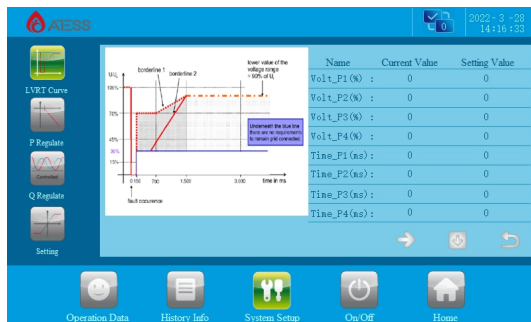 ATESS
2022-3-28
14:16:33
0
LVRT Curve
P Regulate
Controlled
Q Regulate
Setting
borderline 1
borderline 2
lower value of the
voltage range
~ 90% of Uc
100%
70%
45%
30%
15%
Underneath the blue line
there are no requirements
to remain grid connected.
0 150 700 1.500 3.000 time in ms
fault occurence
Name Current Value Setting Value
Volt_P1(%) : 0 0
Volt_P2(%) : 0 0
Volt_P3(%) : 0 0
Volt_P4(%) : 0 0
Time_P1(ms): 0 0
Time_P2(ms): 0 0
Time_P3(ms): 0 0
Time_P4(ms): 0 0
Operation Data History Info System Setup On/Off Home